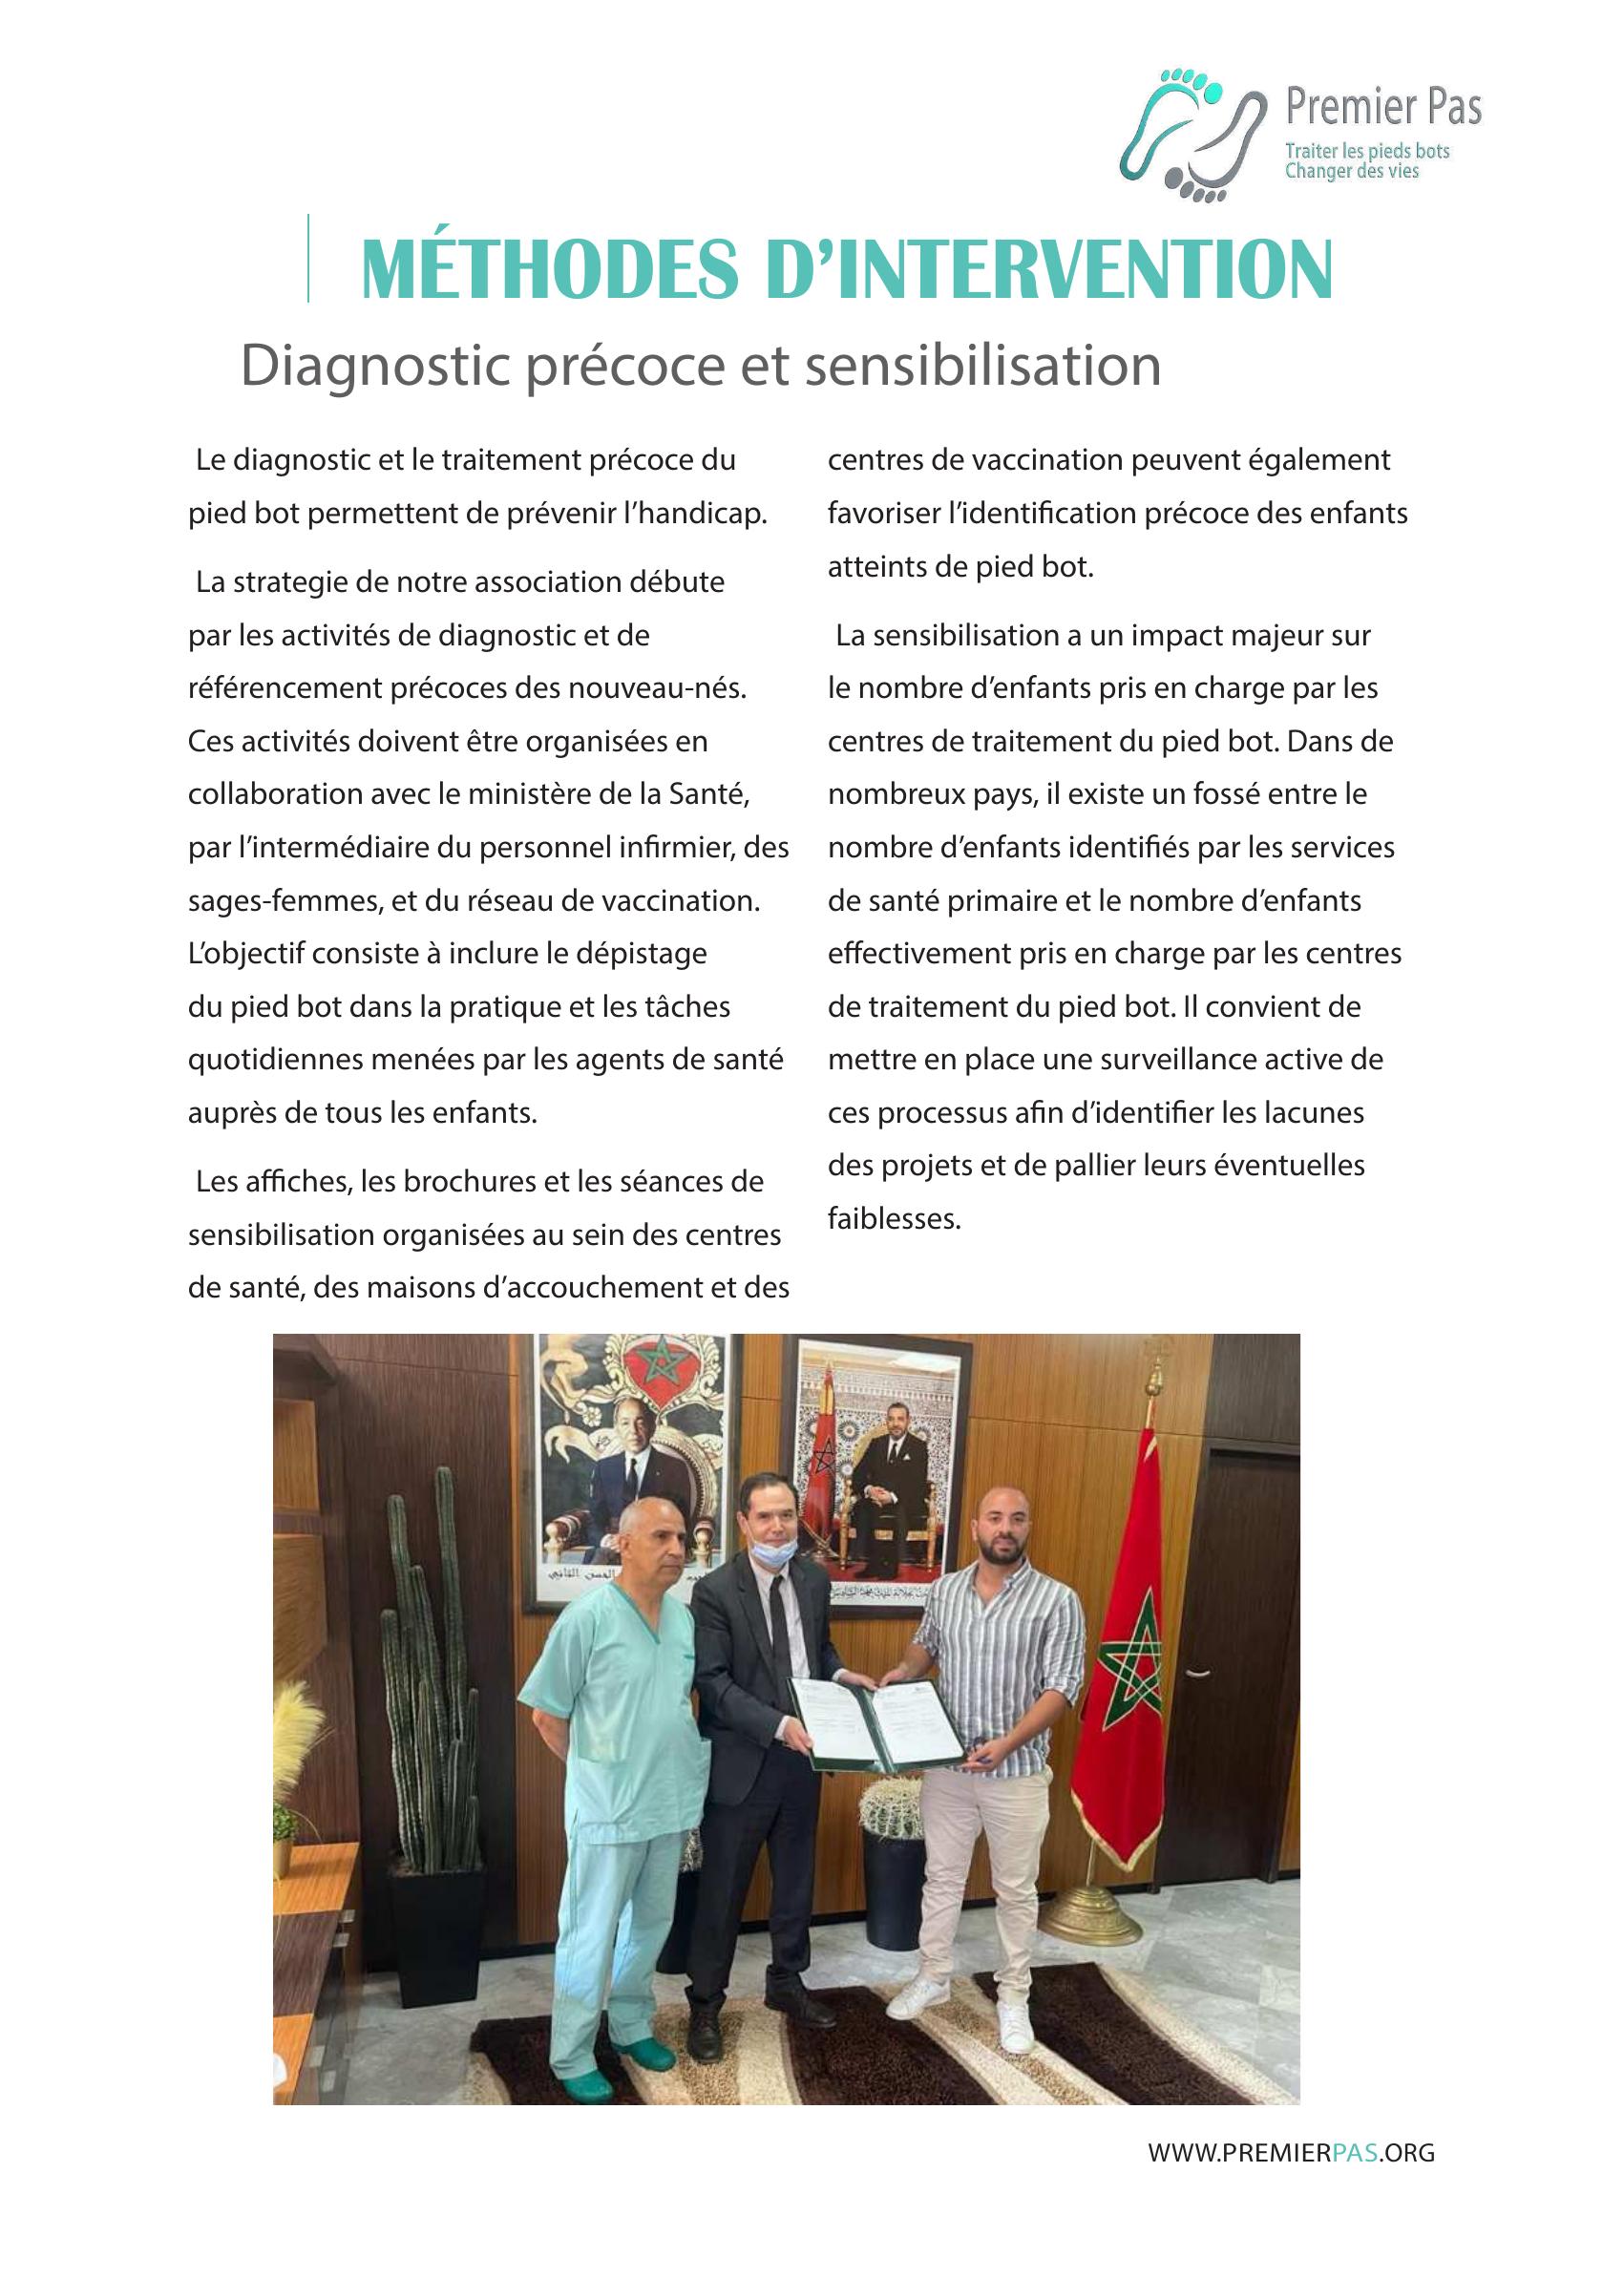 Premier Pas
Traiter les pieds bots
Changer des vies
MÉTHODES D’INTERVENTION
Diagnostic précoce et sensibilisation
Le diagnostic et le traitement précoce du
pied bot permettent de prévenir l’handicap.
La strategie de notre association débute
par les activités de diagnostic et de
référencement précoces des nouveau-nés.
Ces activités doivent être organisées en
collaboration avec le ministère de la Santé,
par l’intermédiaire du personnel infirmier, des
sages-femmes, et du réseau de vaccination.
L’objectif consiste à inclure le dépistage
du pied bot dans la pratique et les tâches
quotidiennes menées par les agents de santé
auprès de tous les enfants.
Les affiches, les brochures et les séances de
sensibilisation organisées au sein des centres
de santé, des maisons d’accouchement et des
centres de vaccination peuvent également
favoriser l’identification précoce des enfants
atteints de pied bot.
La sensibilisation a un impact majeur sur
le nombre d’enfants pris en charge par les
centres de traitement du pied bot. Dans de
nombreux pays, il existe un fossé entre le
nombre d’enfants identifiés par les services
de santé primaire et le nombre d’enfants
effectivement pris en charge par les centres
de traitement du pied bot. Il convient de
mettre en place une surveillance active de
ces processus afin d’identifier les lacunes
des projets et de pallier leurs éventuelles
faiblesses.
الحسن الثاني
WWW.PREMIERPAS.ORG